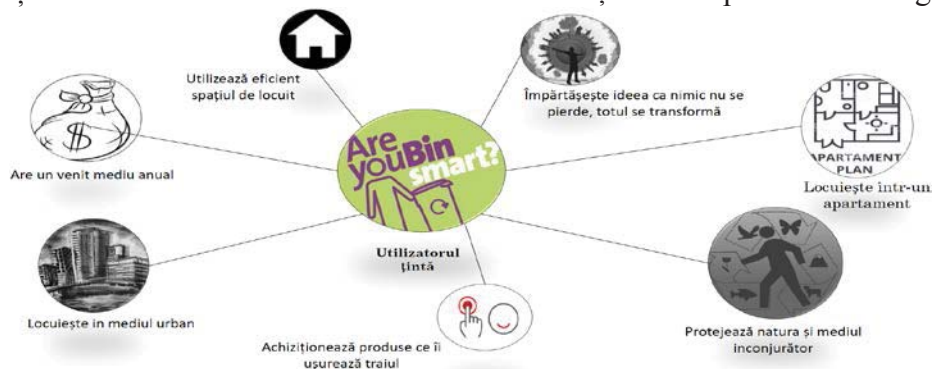 Utilizează eficient
spațiul de locuit
Împărtășește ideea ca nimic nu se
pierde, totul se transformă
Are un venit mediu anual
Are
youBin
smart?
APARTAMENT
PLAN
Locuiește într-un
apartament
Utilizatorul
țintă
Locuiește in mediul urban
Achiziționează produse ce îi
ușurează traiul
Protejează natura și mediul
inconjurător